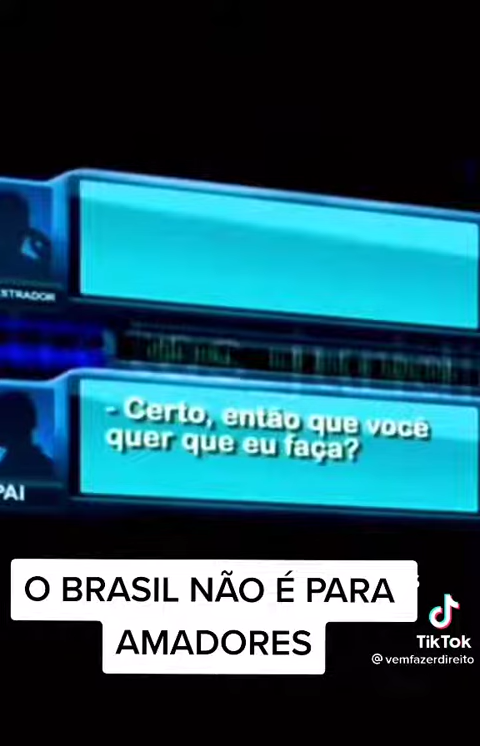 STRADOR
- Certo, então que você
quer que eu faça?
PAI
O BRASIL NÃO É PARA
AMADORES
TikTok
@vemfazerdireito